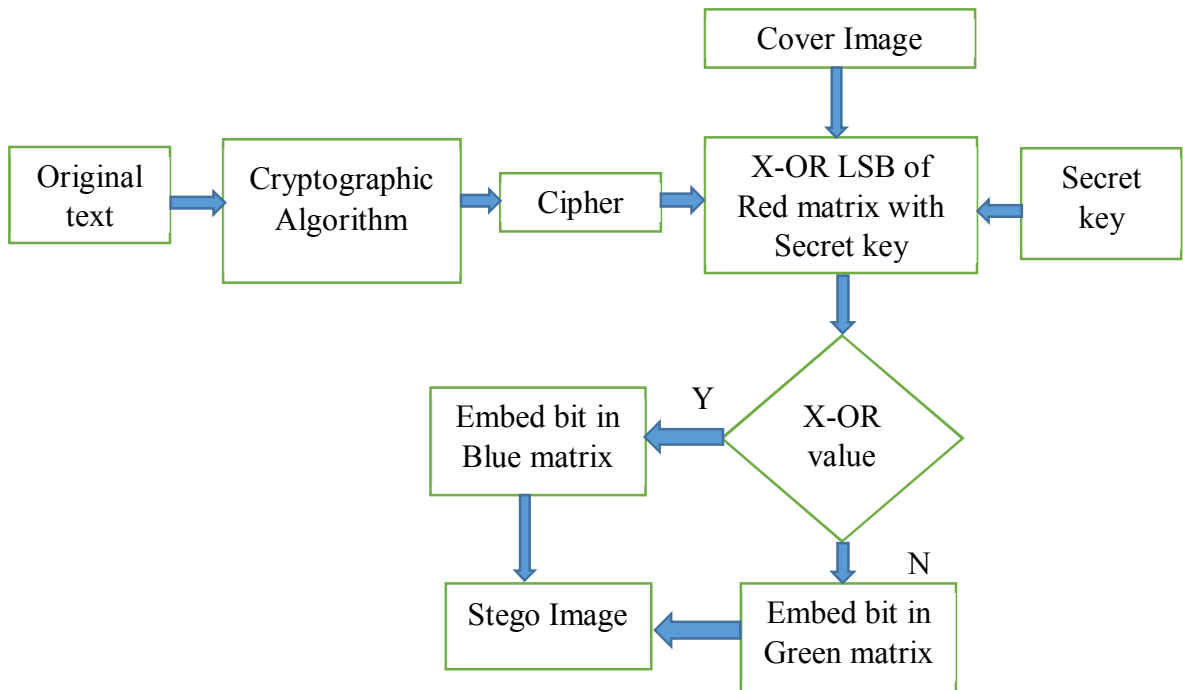 Cover Image
Original
text
Cryptographic
Algorithm
Cipher
X-OR LSB of
Red matrix with
Secret key
Secret
key
X-OR
value
Y
Embed bit in
Blue matrix
N
Embed bit in
Green matrix
Stego Image